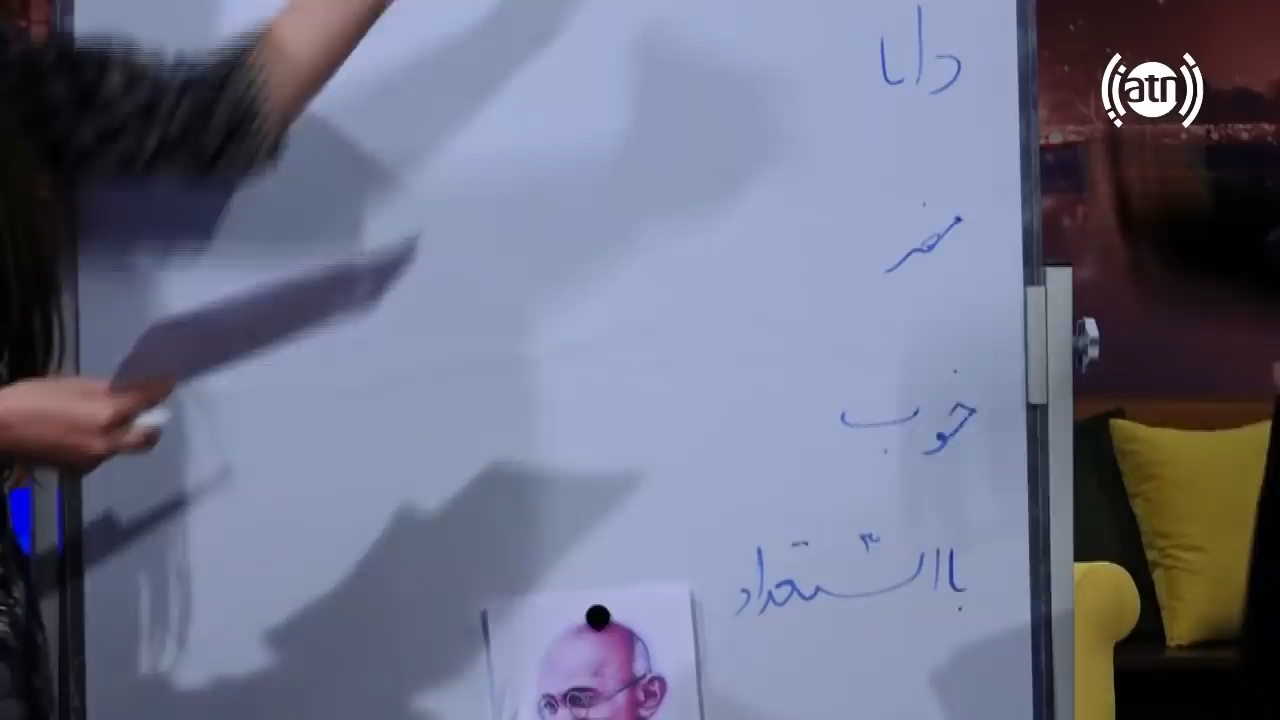 atn
دانا
مضر
خوب
بااستعداد